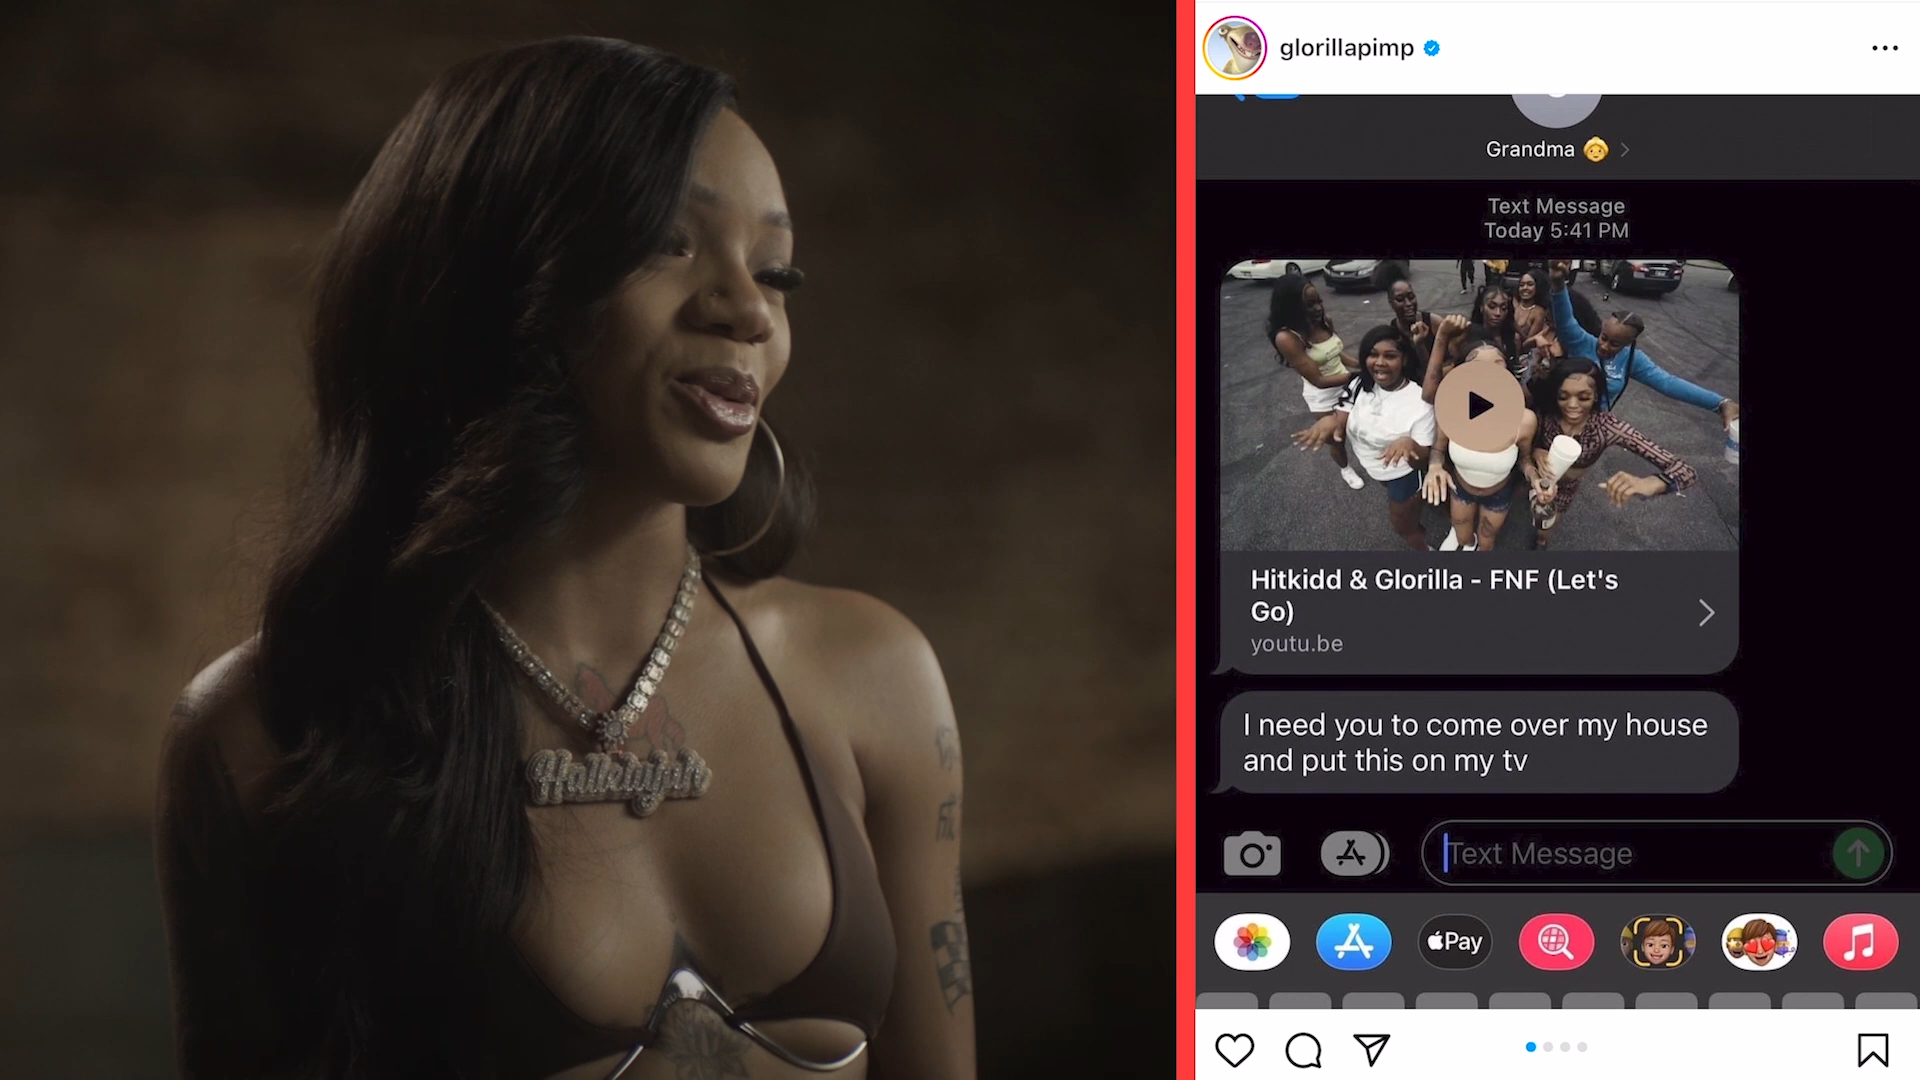 Hallelujah
glorillapimp
Grandma
Text Message
Today 5:41 PM
Hitkidd & Glorilla - FNF (Let's
Go)
youtu.be
I need you to come over my house
and put this on my tv
Text Message
Pay